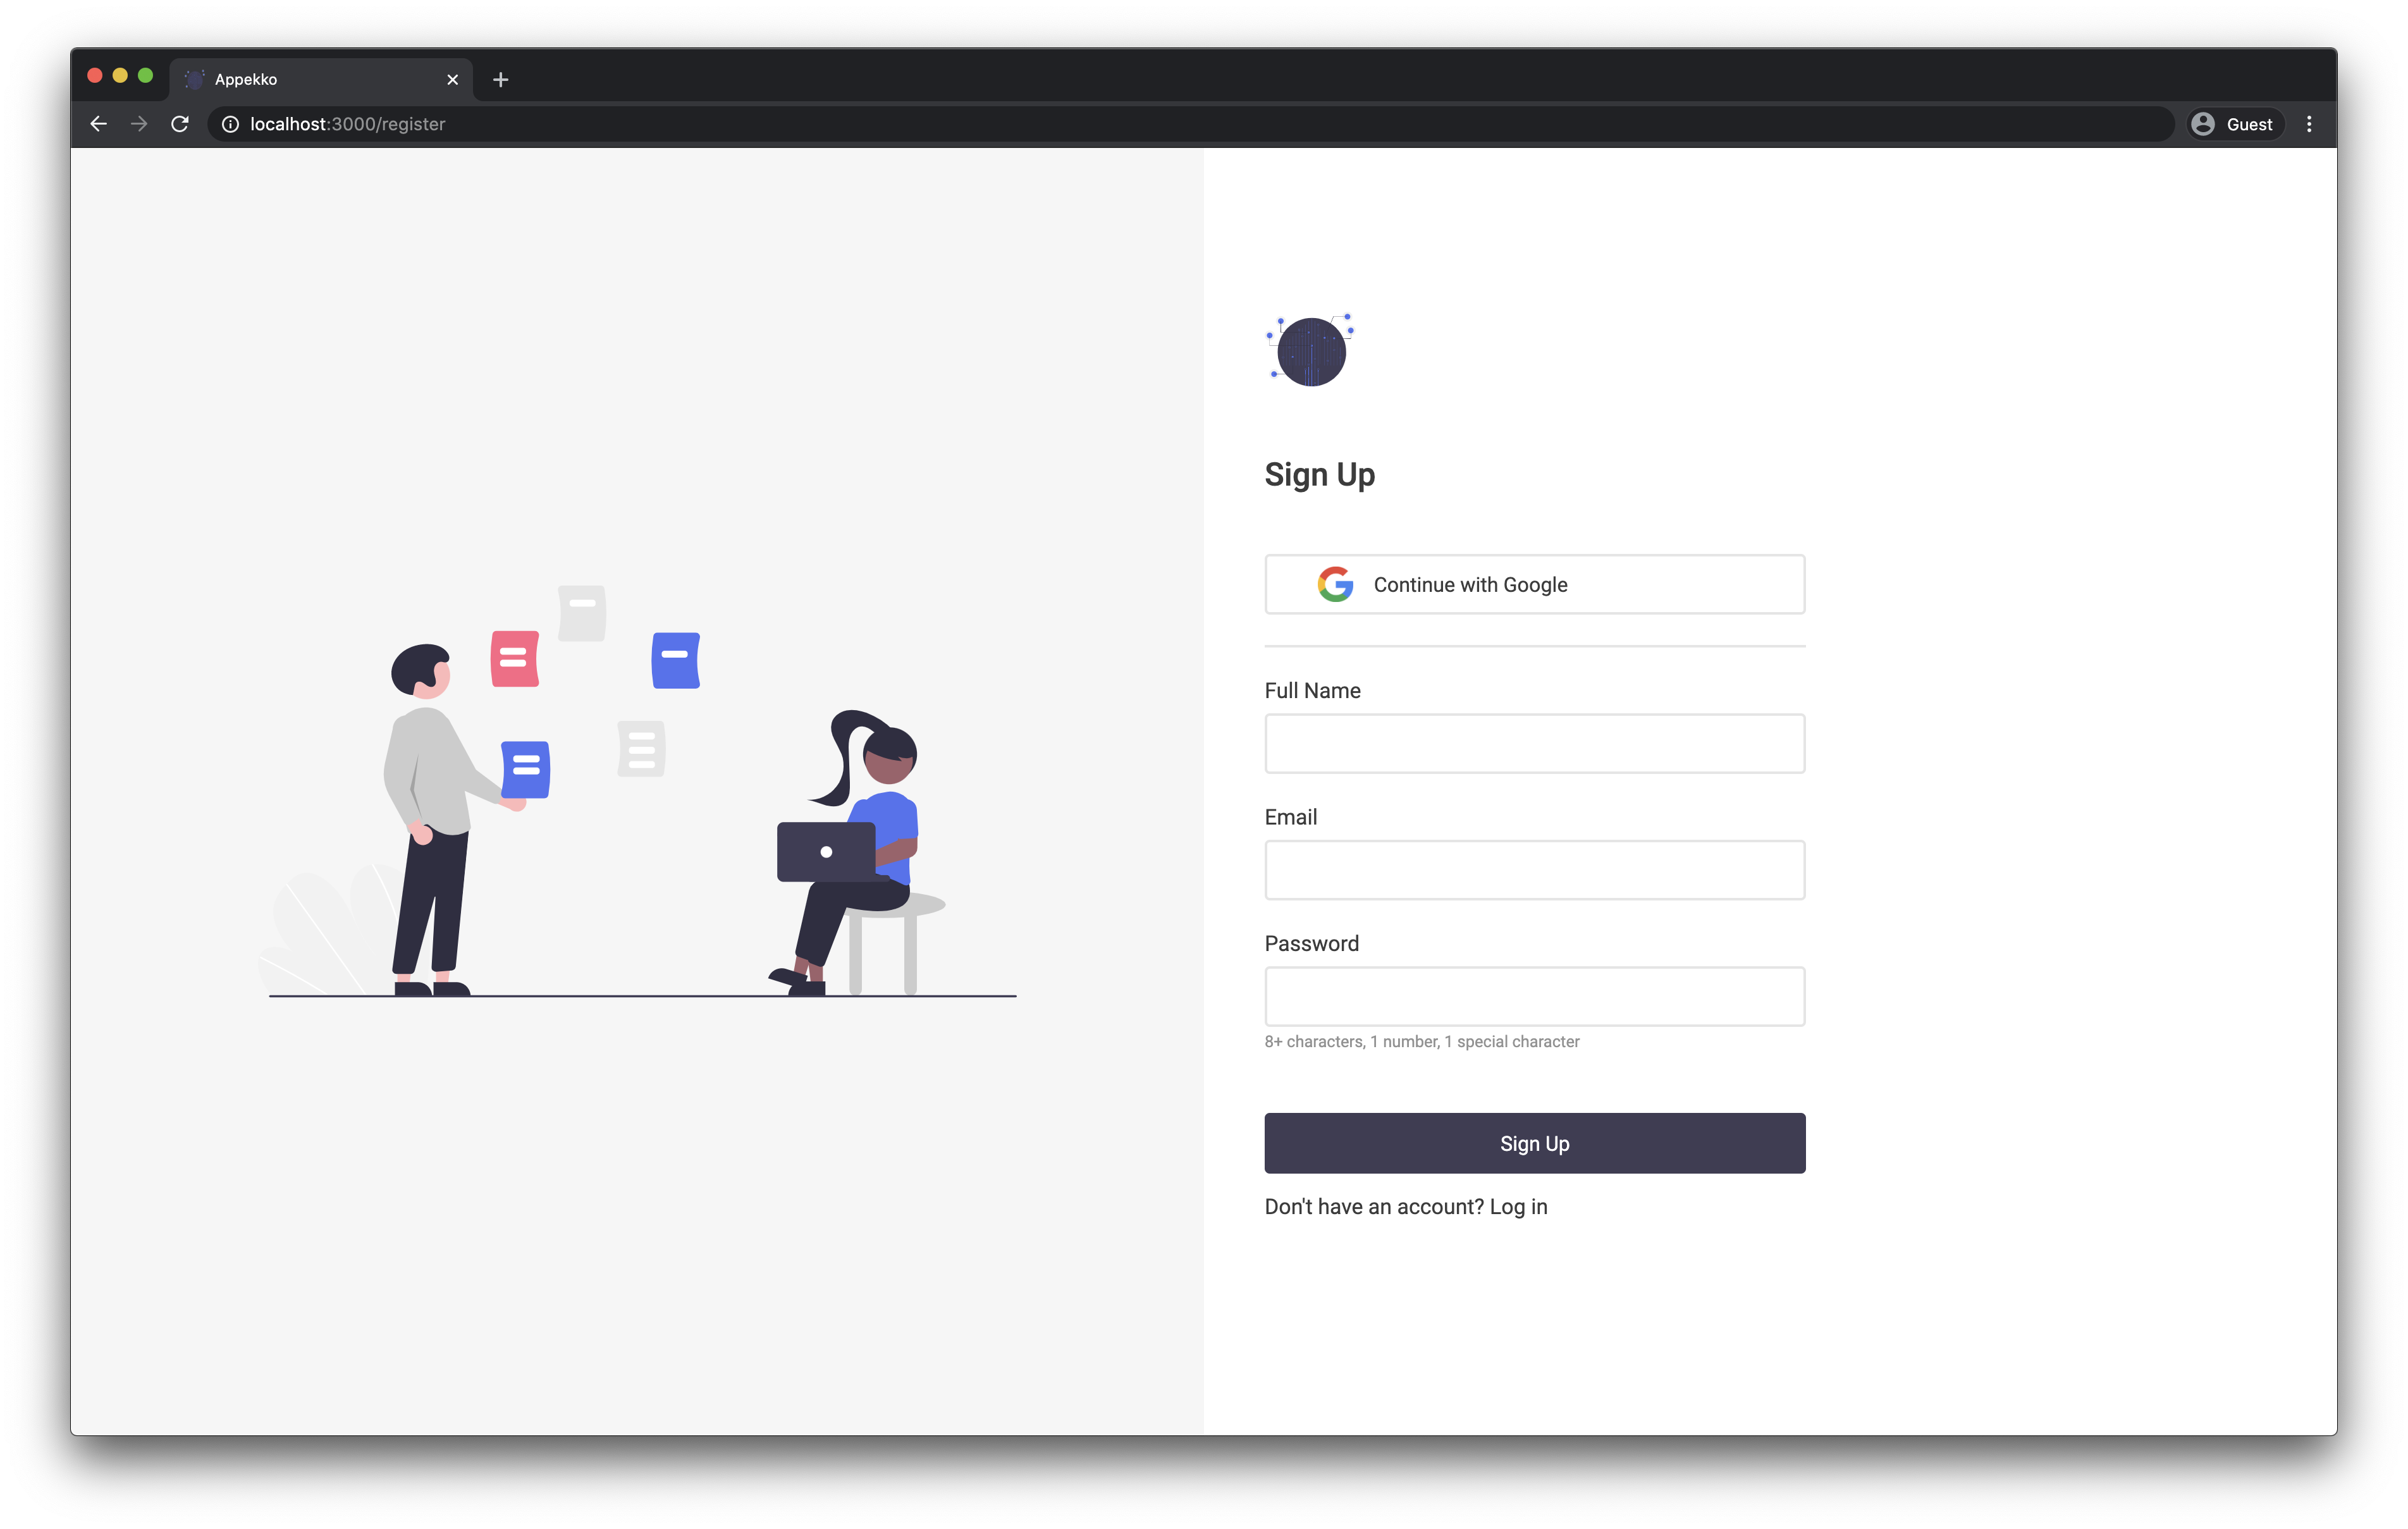 Appekko
localhost:3000/register
Guest
Sign Up
Continue with Google
Full Name
Email
Password
8+ characters, 1 number, 1 special character
Sign Up
Don't have an account? Log in